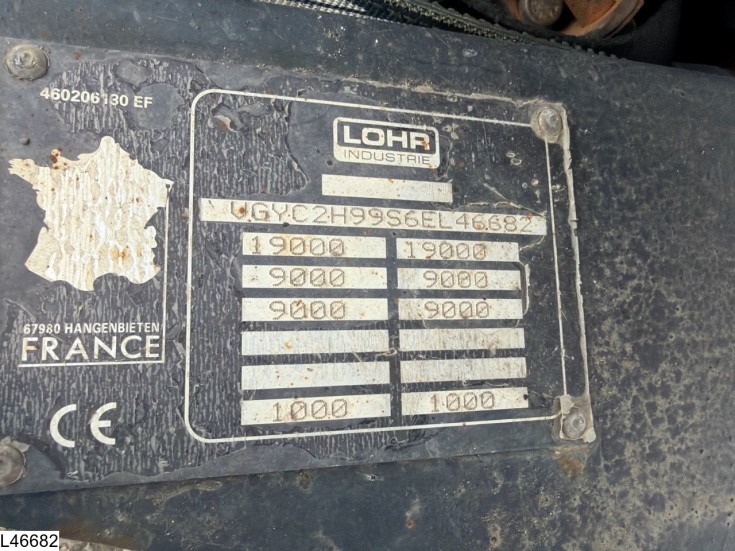 460206130 EF
LOHR
INDUSTRIE
VGYC2H99S6EL46682
19000 19000
9000 9000
9000 9000
1000 1000
67980 HANGENBIETEN
FRANCE
CE
L46682